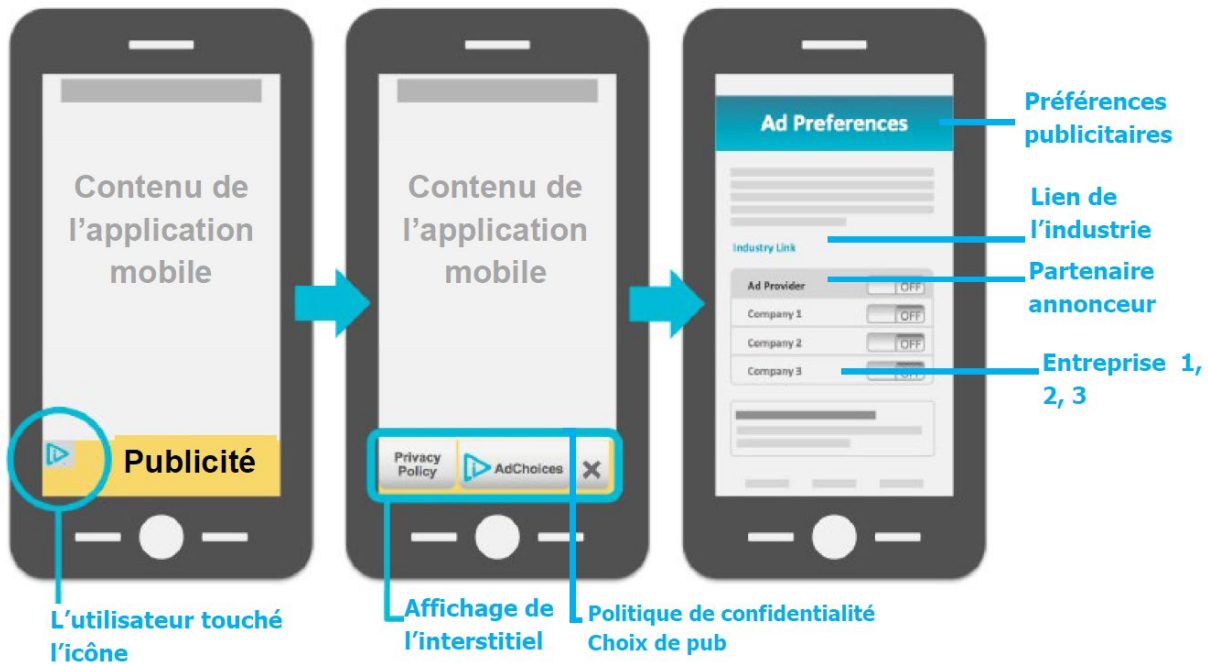 Contenu de
l'application
mobile
Publicité
L'utilisateur touché
l'icône
Contenu de
l'application
mobile
Privacy
Policy
AdChoices
Affichage de
l'interstitiel
Politique de confidentialité
Choix de pub
Ad Preferences
Industry Link
Ad Provider OFF
Company 1 OFF
Company 2 OFF
Company 3 OFF
Préférences
publicitaires
Lien de
l'industrie
Partenaire
annonceur
Entreprise 1,
2, 3